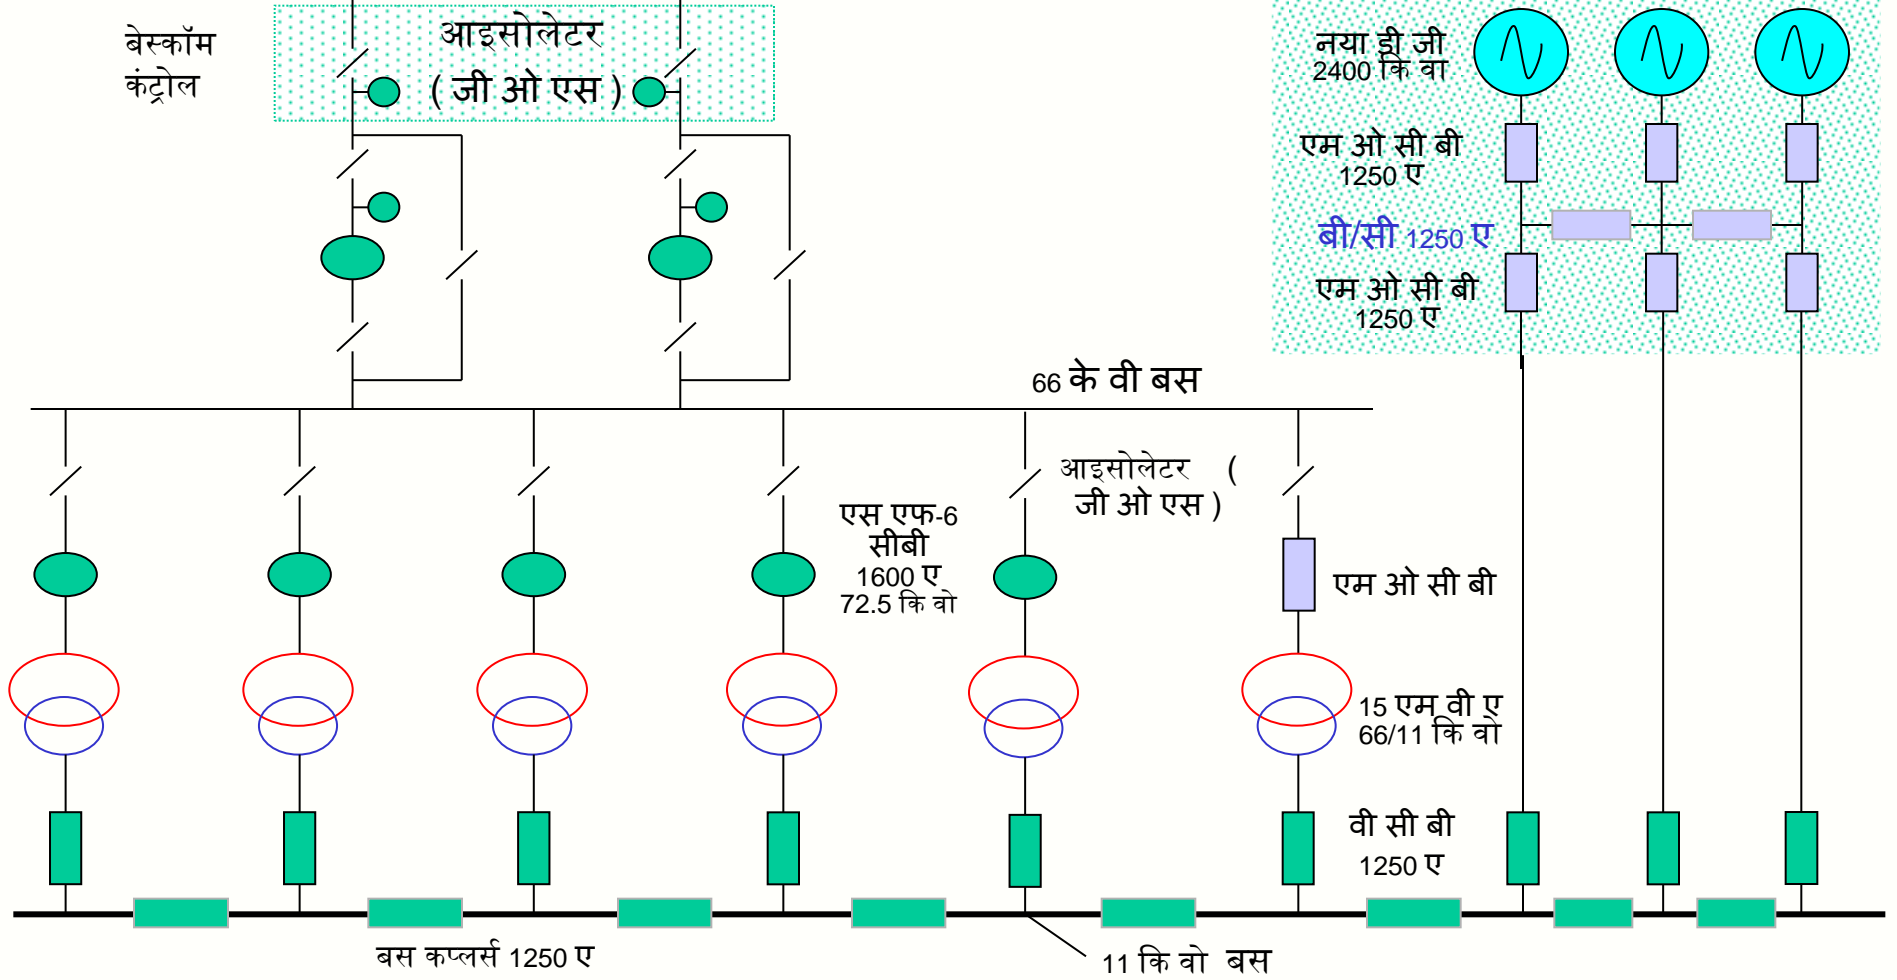 बेस्कॉम
कंट्रोल
आइसोलेटर
( जी ओ एस )
नया डी जी
2400 कि वा
एम ओ सी बी
1250 ए
बी/सी 1250 ए
एम ओ सी बी
1250 ए
66 के वी बस
आइसोलेटर (
जी ओ एस )
एस एफ-6
सीबी
1600 ए
72.5 कि वो
एम ओ सी बी
15 एम वी ए
66/11 कि वो
वी सी बी
1250 ए
बस कप्लर्स 1250 ए
11 कि वो बस